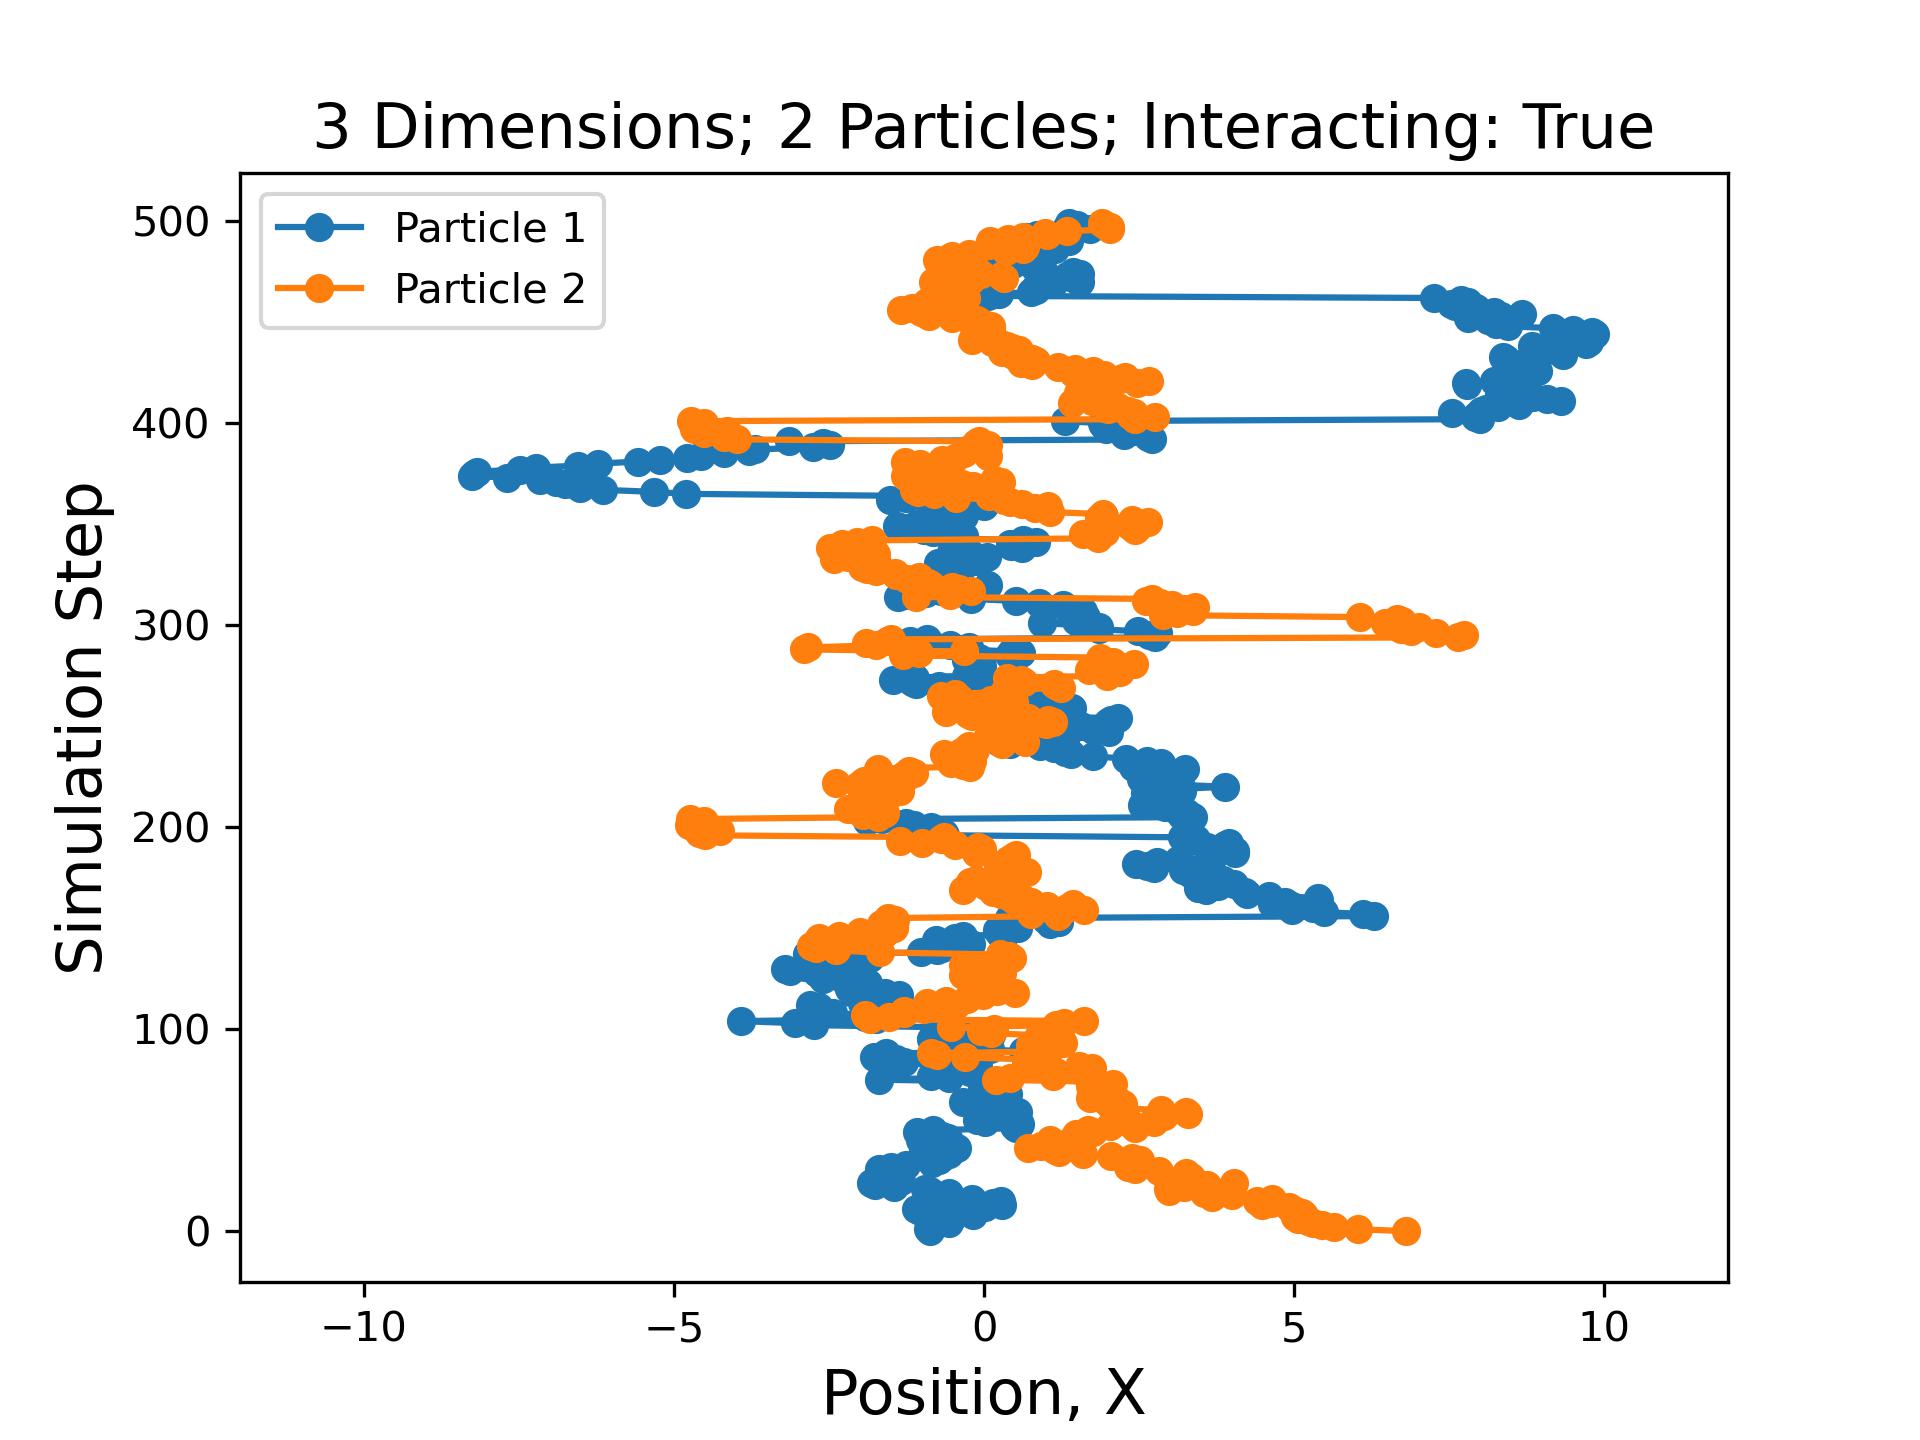 3 Dimensions; 2 Particles; Interacting: True
Particle 1
Particle 2
Simulation Step
500
400
300
200
100
0
−10
−5
0
5
10
Position, X